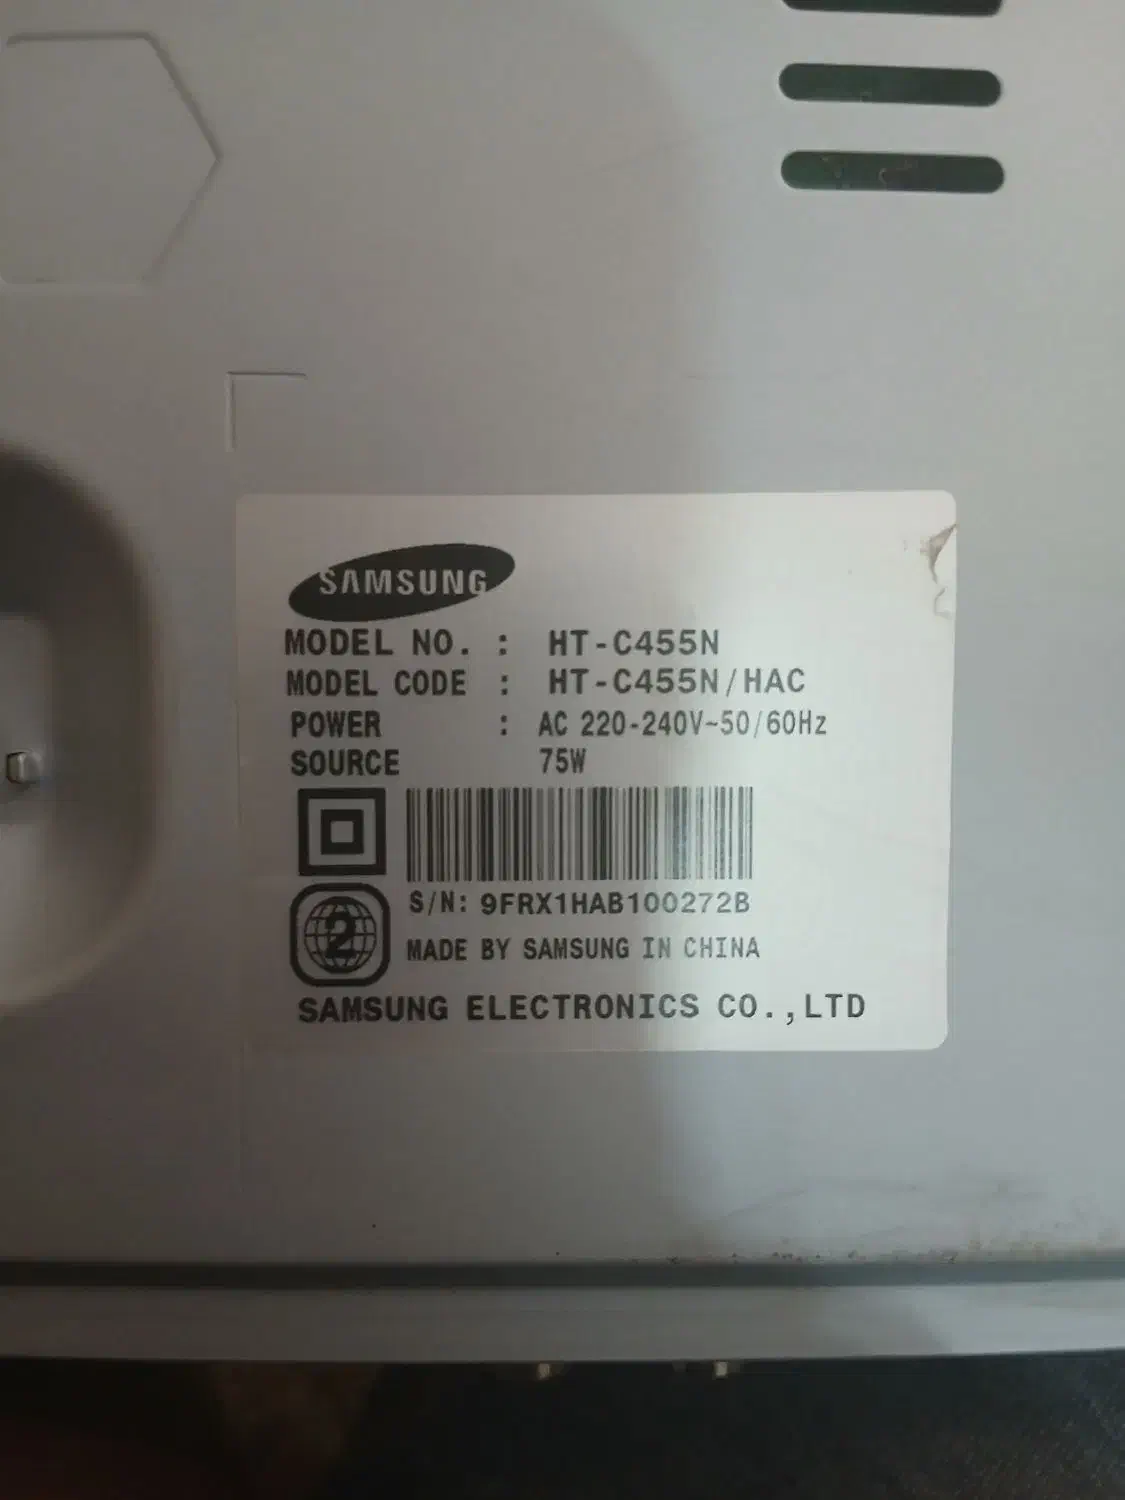 SAMSUNG
MODEL NO. : HT-C455N
MODEL CODE : HT-C455N/HAC
POWER : AC 220-240V~50/60Hz
SOURCE 75W
2
S/N: 9FRX1HAB100272B
MADE BY SAMSUNG IN CHINA
SAMSUNG ELECTRONICS CO.,LTD